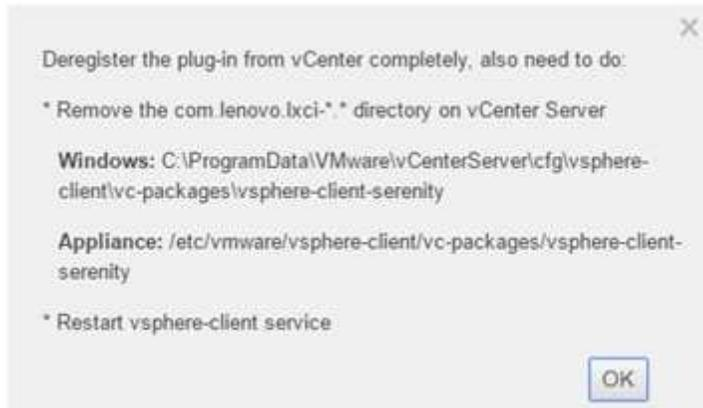 Deregister the plug-in from vCenter completely, also need to do:
* Remove the com.lenovo.lxci-*.* directory on vCenter Server
Windows: C:\ProgramData\VMware\vCenterServer\cfg\vsphere-
client\vc-packages\vsphere-client-serenity
Appliance: /etc/vmware/vsphere-client/vc-packages/vsphere-client-
serenity
* Restart vsphere-client service
OK